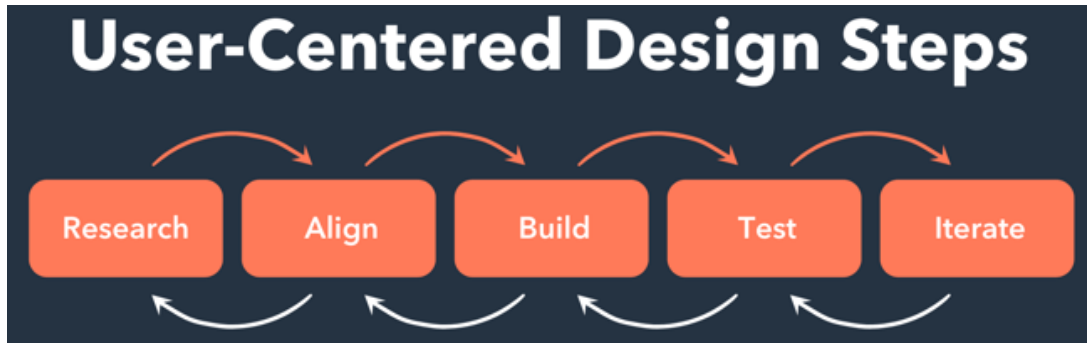 User-Centered Design Steps
Research
Align
Build
Test
Iterate